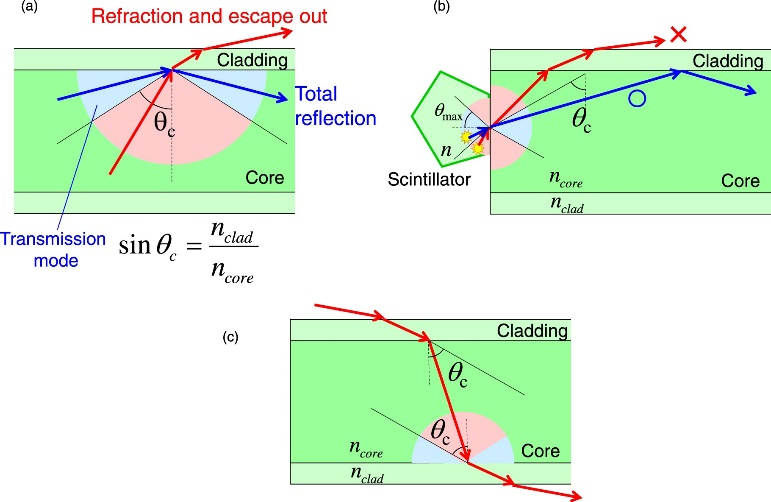 (a)
Refraction and escape out
Cladding
θc
Total
reflection
Core
Transmission
mode
sin θc = nclad / ncore
(b)
Cladding
θmax
θc
n
Scintillator
ncore
Core
nclad
(c)
Cladding
θc
θc
ncore
Core
nclad